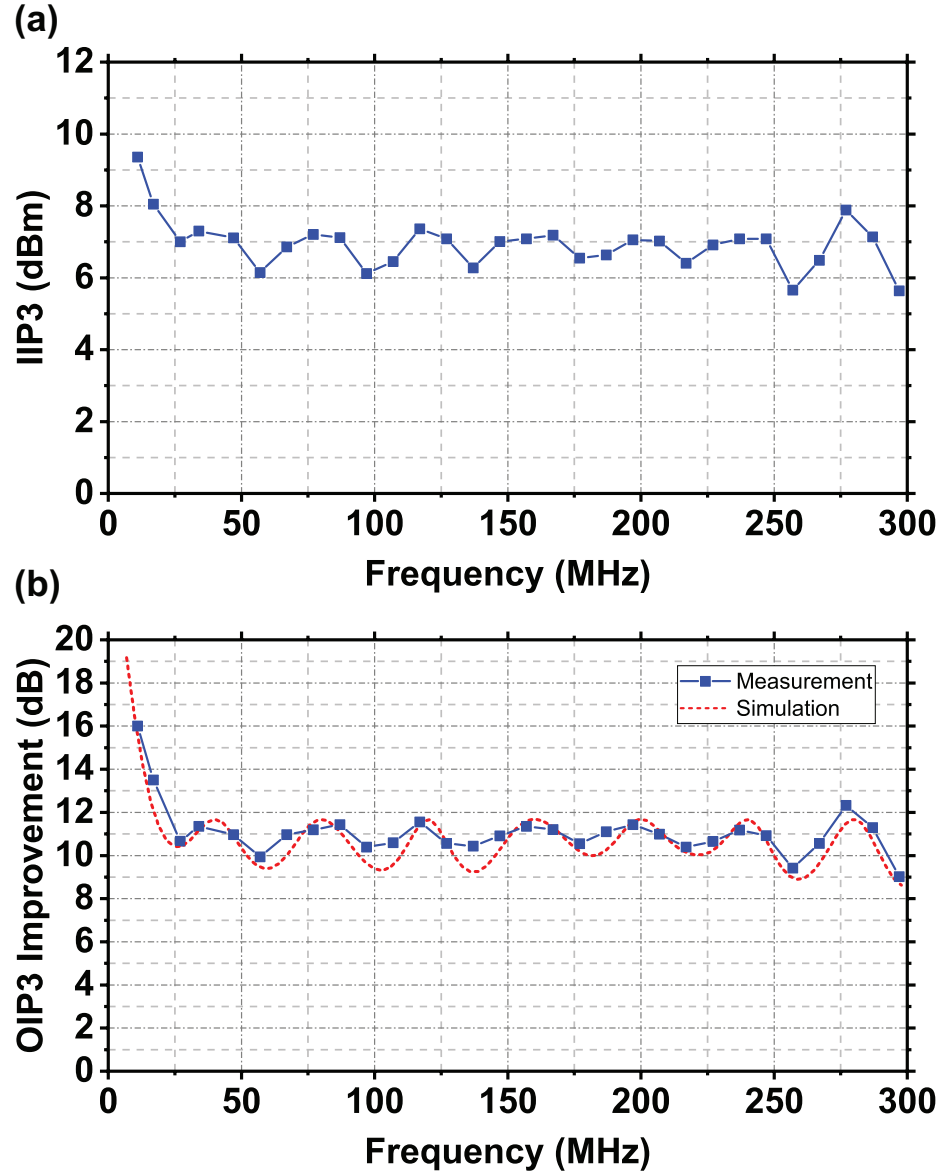 (a)
12
10
8
6
4
2
0
IIP3 (dBm)
0 50 100 150 200 250 300
Frequency (MHz)
(b)
20
18
16
14
12
10
8
6
4
2
0
OIP3 Improvement (dB)
Measurement
Simulation
0 50 100 150 200 250 300
Frequency (MHz)